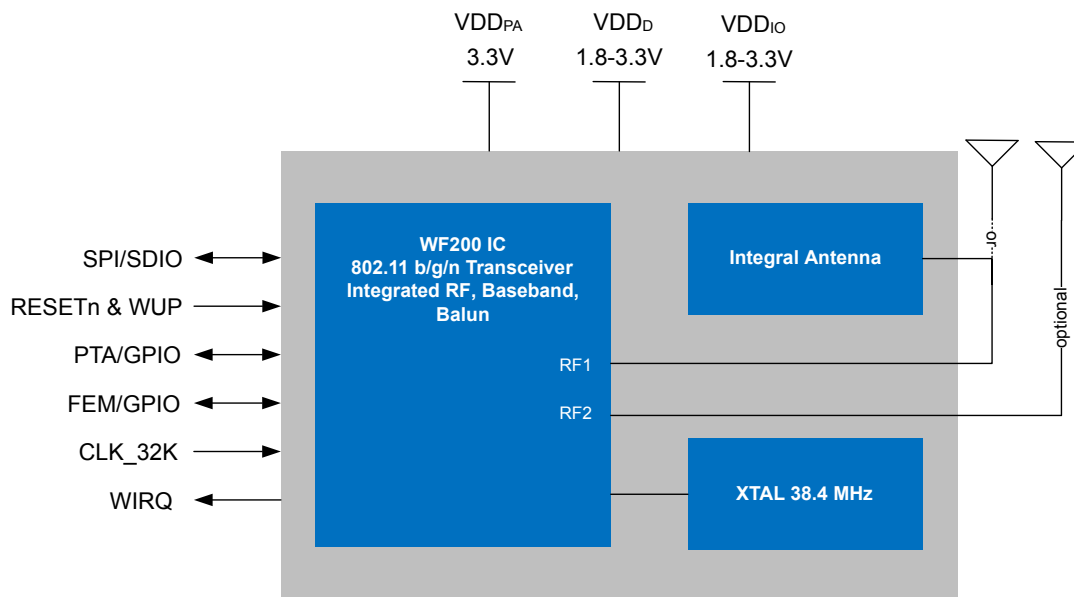 VDDPA
3.3V
VDDD
1.8-3.3V
VDDIO
1.8-3.3V
SPI/SDIO
RESETn & WUP
PTA/GPIO
FEM/GPIO
CLK_32K
WIRQ
WF200 IC
802.11 b/g/n Transceiver
Integrated RF, Baseband,
Balun
RF1
RF2
Integral Antenna
XTAL 38.4 MHz
...or...
optional